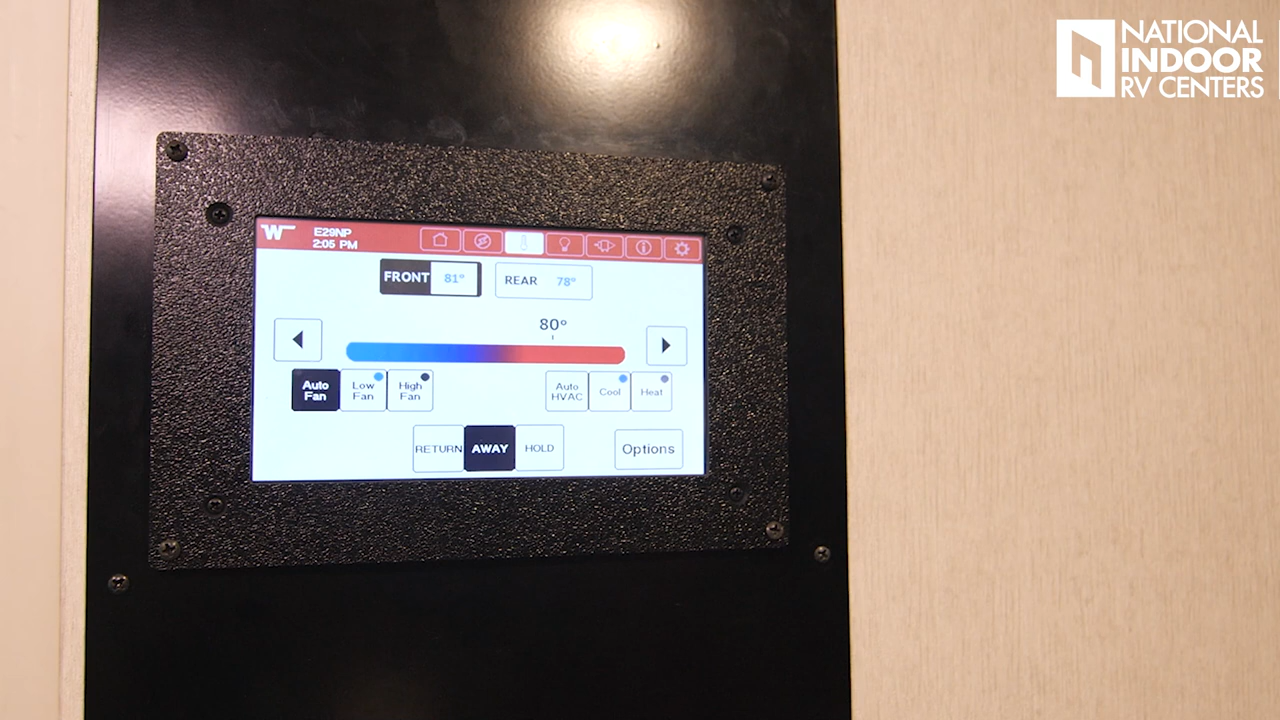 NATIONAL
INDOOR
RV CENTERS
W E29NP
2:05 PM
FRONT 81° REAR 78°
80°
Auto Fan Low Fan High Fan Auto HVAC Cool Heat
RETURN AWAY HOLD Options